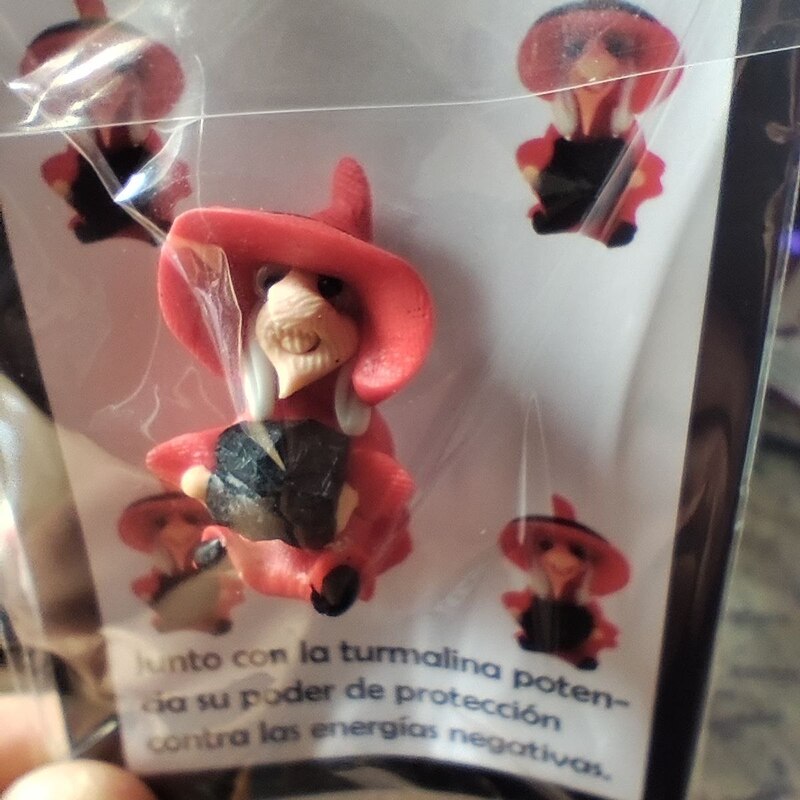 Junto con la turmalina poten-
cia su poder de protección
contra las energías negativas.